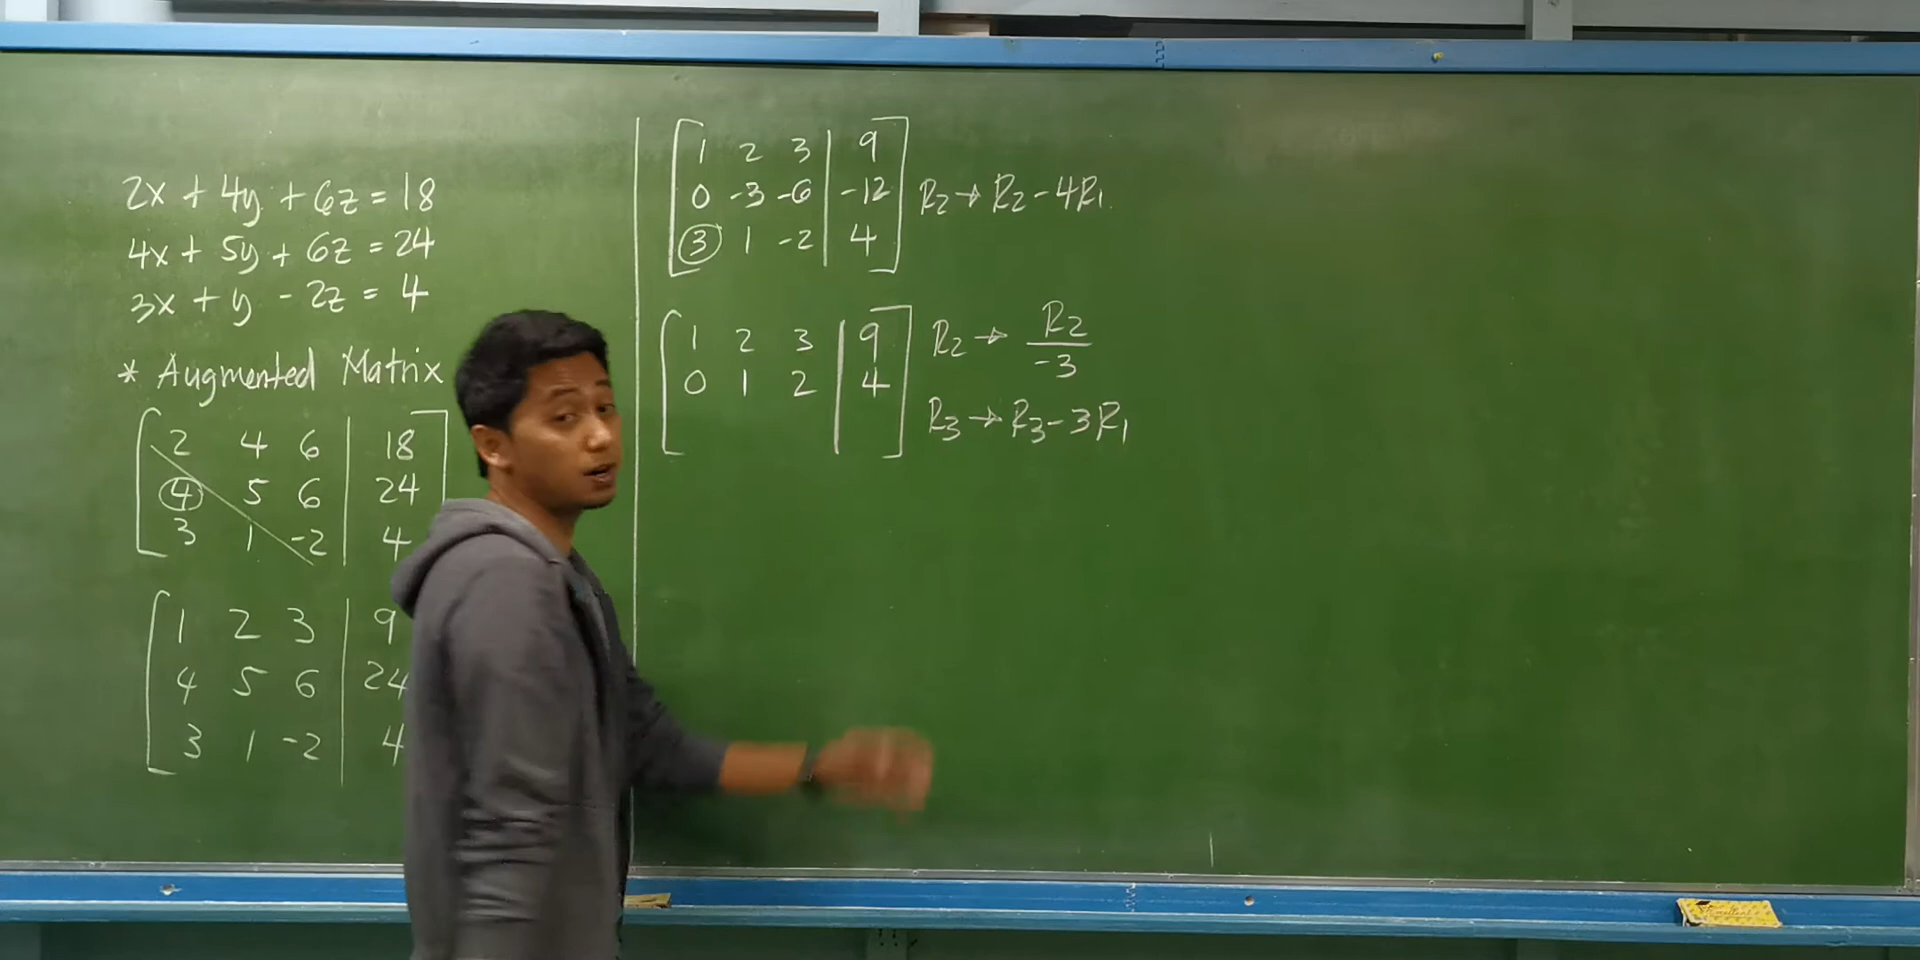 2x + 4y + 6z = 18
4x + 5y + 6z = 24
3x + y - 2z = 4
* Augmented Matrix
2 4 6 | 18
4 5 6 | 24
3 1 -2 | 4
1 2 3 | 9
4 5 6 | 24
3 1 -2 | 4
1 2 3 | 9
0 -3 -6 | -12 R2 → R2 - 4R1
3 1 -2 | 4
1 2 3 | 9 R2 → R2/-3
0 1 2 | 4
R3 → R3 - 3R1